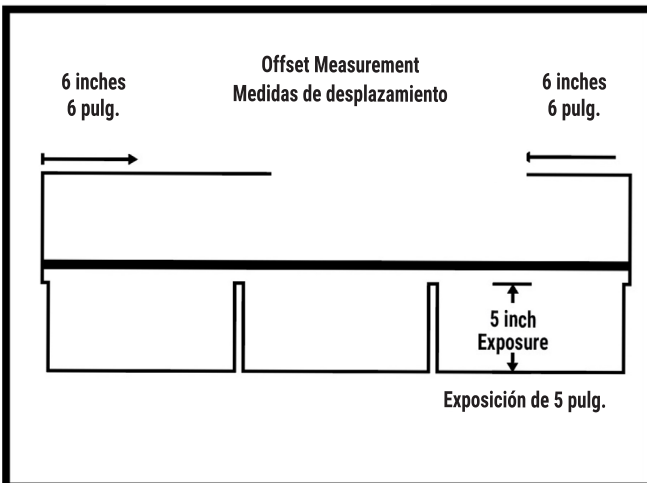 Offset Measurement
Medidas de desplazamiento
6 inches
6 pulg.
6 inches
6 pulg.
5 inch
Exposure
Exposición de 5 pulg.